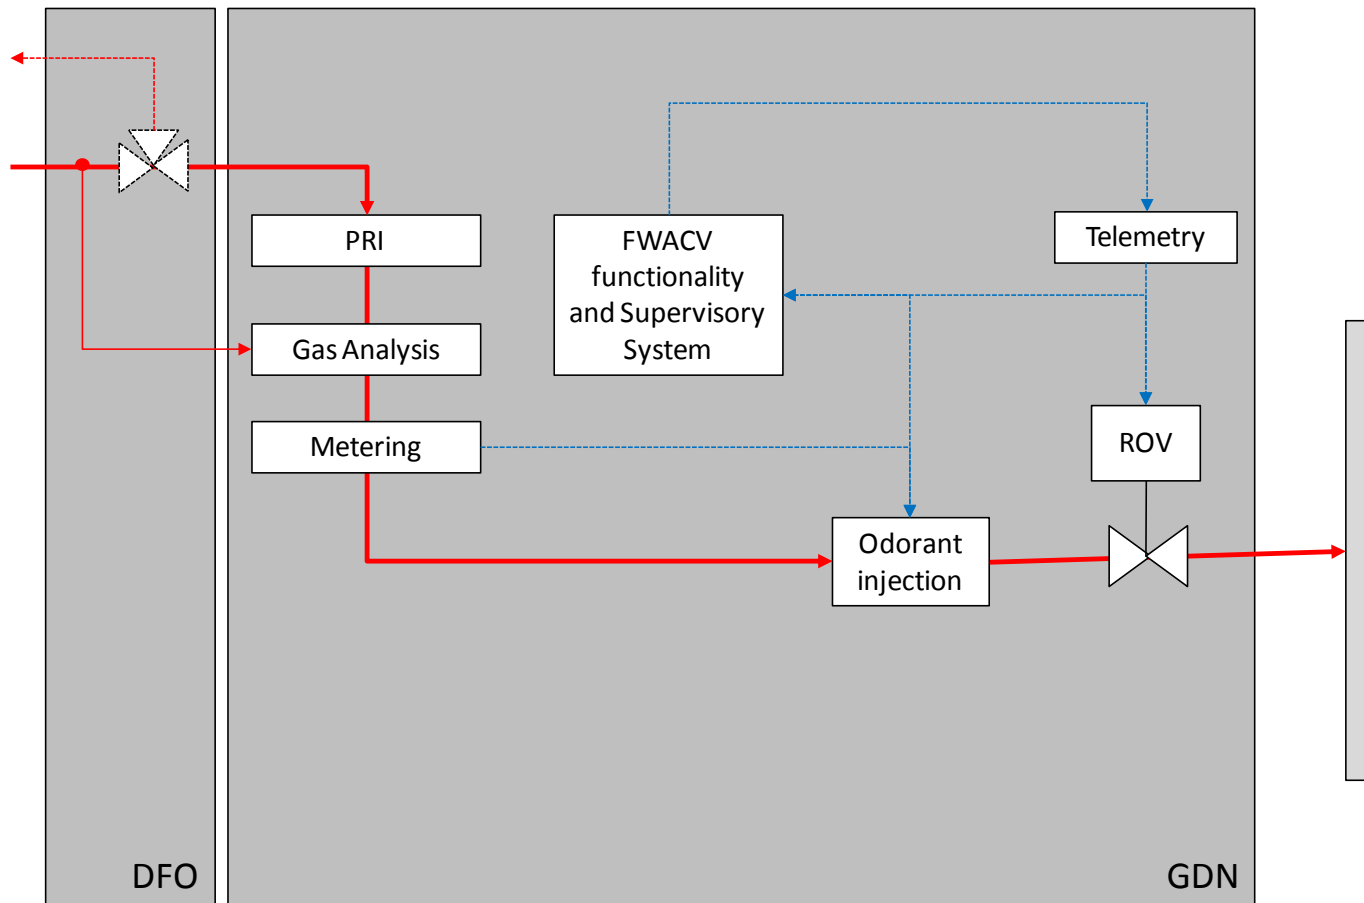 PRI
Gas Analysis
Metering
FWACV
functionality
and Supervisory
System
Telemetry
ROV
Odorant
injection
DFO
GDN